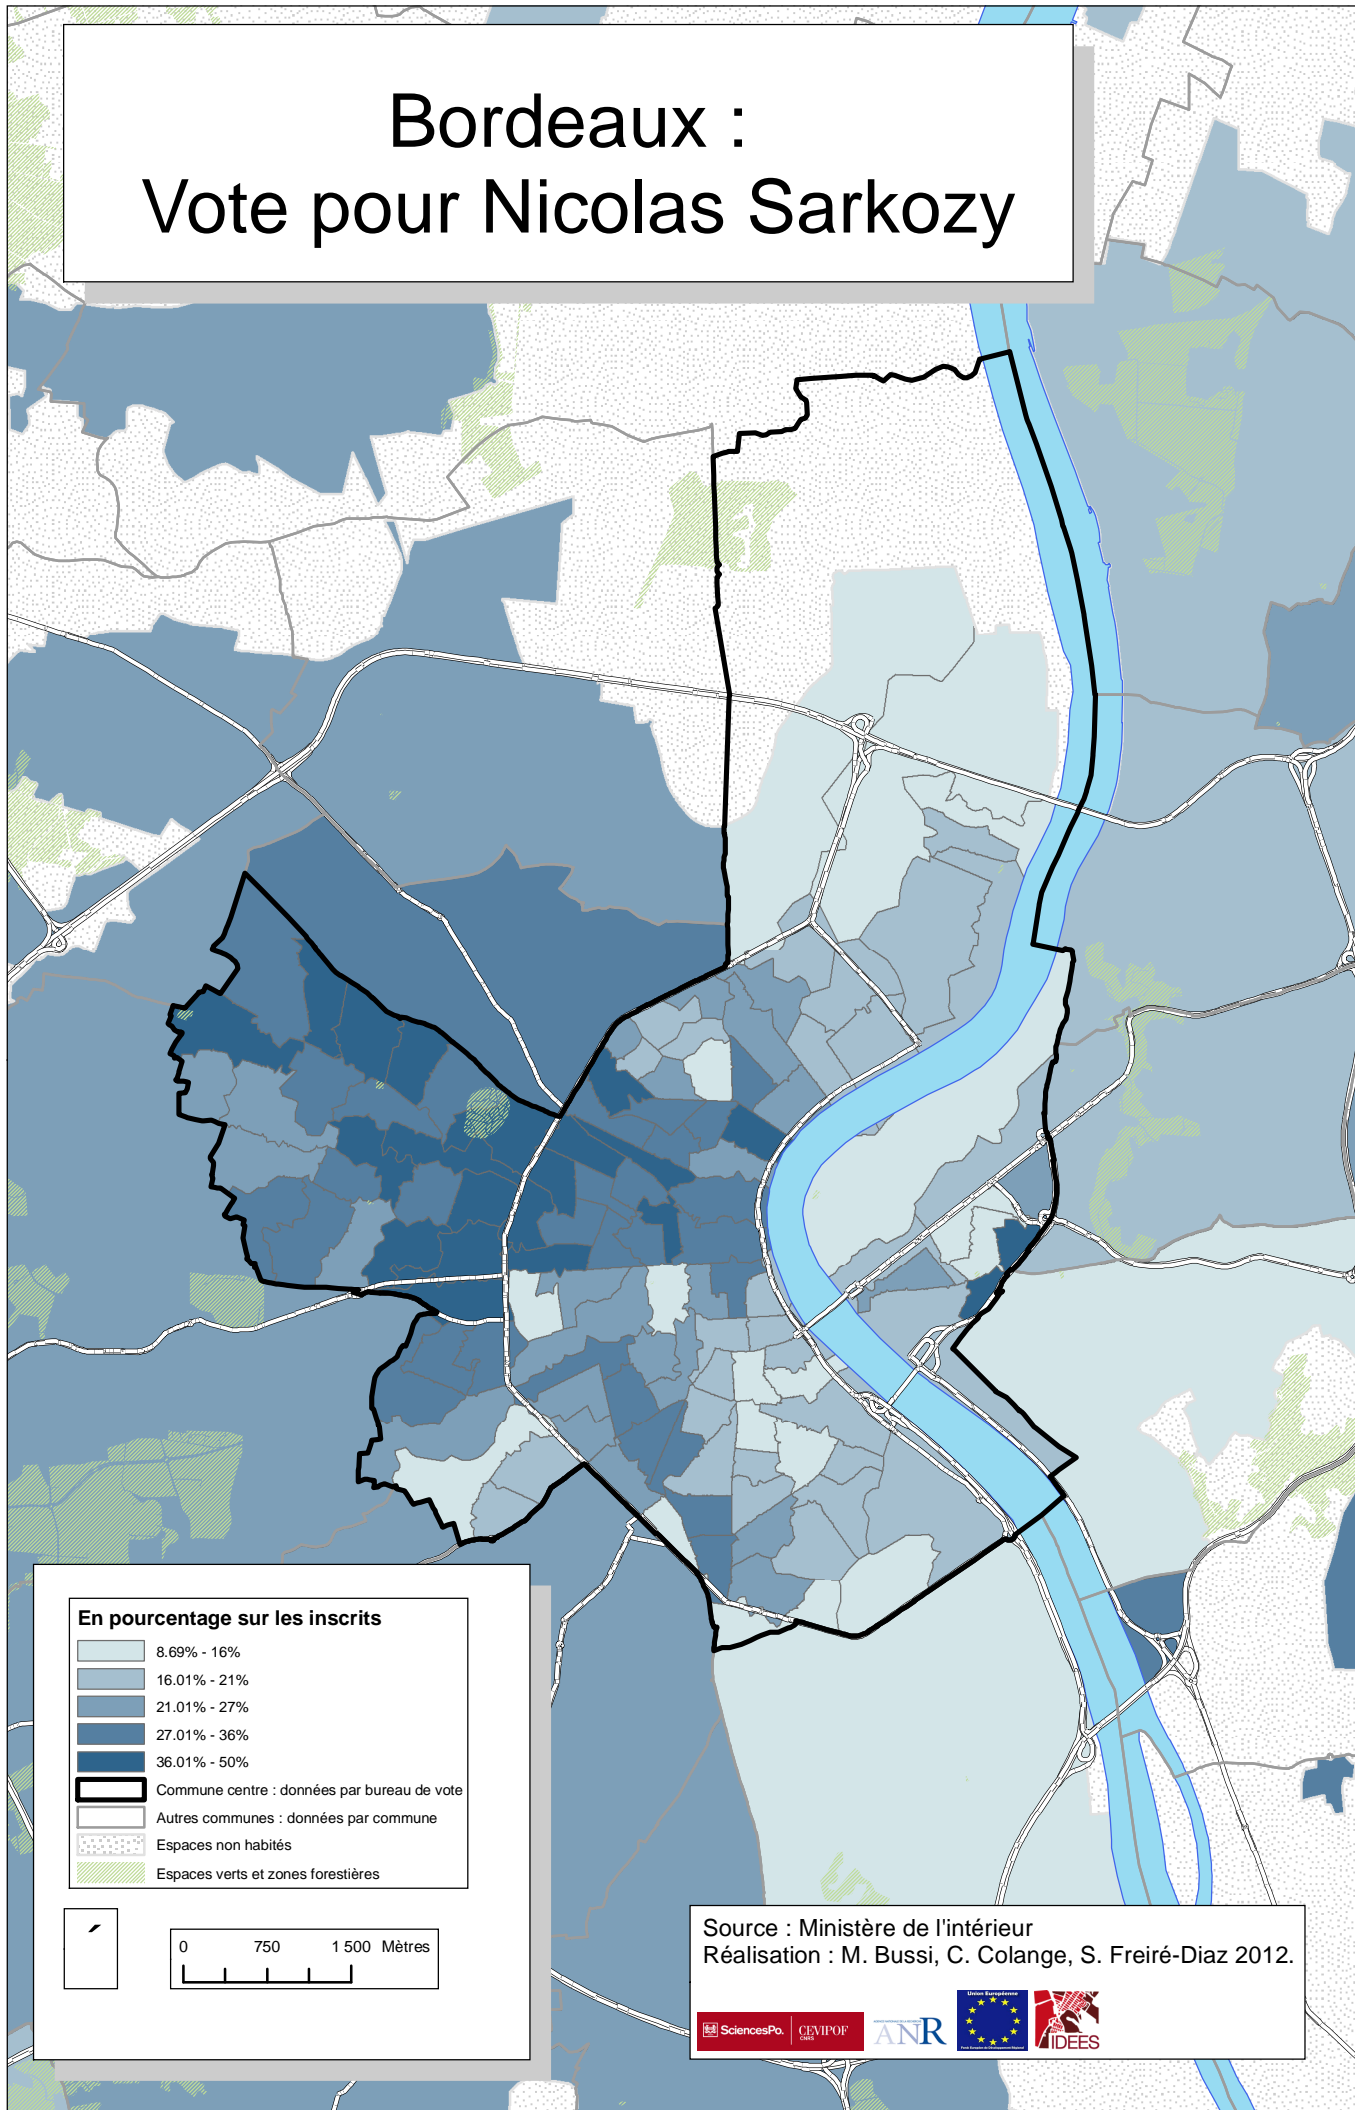 Bordeaux :
Vote pour Nicolas Sarkozy
En pourcentage sur les inscrits
8.69% - 16%
16.01% - 21%
21.01% - 27%
27.01% - 36%
36.01% - 50%
Commune centre : données par bureau de vote
Autres communes : données par commune
Espaces non habités
Espaces verts et zones forestières
0 750 1 500 Mètres
Source : Ministère de l'intérieur
Réalisation : M. Bussi, C. Colange, S. Freiré-Diaz 2012.
SciencesPo. CEVIPOF
CNRS
ANR
Union Européenne
IDEES